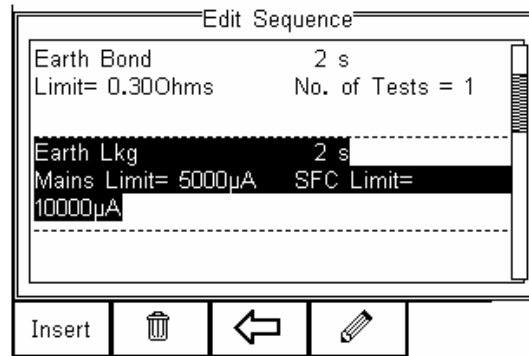 Edit Sequence
Earth Bond 2 s
Limit= 0.30Ohms No. of Tests = 1
Earth Lkg 2 s
Mains Limit= 5000µA SFC Limit=
10000µA
Insert